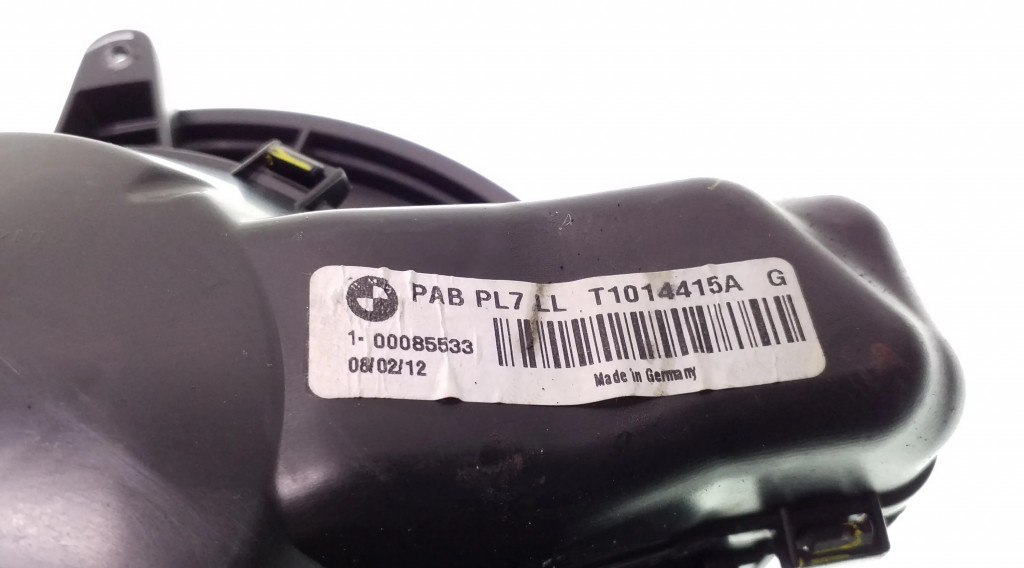 PAB PL7 LL T1014415A G
1- 00085533
08/02/12
Made in Germany